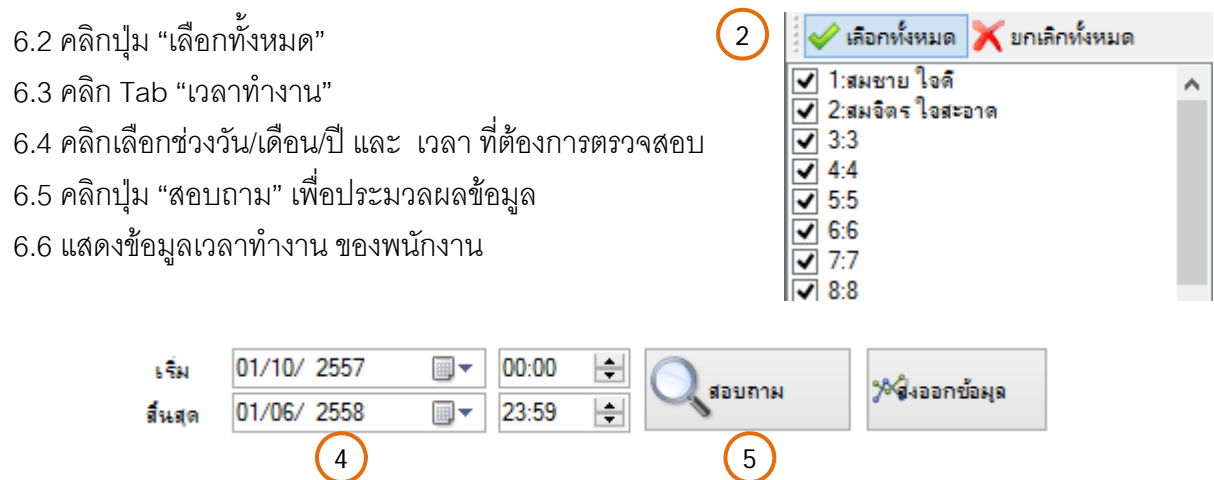 6.2 คลิกปุ่ม “เลือกทั้งหมด”
6.3 คลิก Tab “เวลาทำงาน”
6.4 คลิกเลือกช่วงวัน/เดือน/ปี และ เวลา ที่ต้องการตรวจสอบ
6.5 คลิกปุ่ม “สอบถาม” เพื่อประมวลผลข้อมูล
6.6 แสดงข้อมูลเวลาทำงาน ของพนักงาน
2
เลือกทั้งหมด ยกเลิกทั้งหมด
1:สมชาย ใจดี
2:สมจิตร ใจสะอาด
3:3
4:4
5:5
6:6
7:7
8:8
เริ่ม 01/10/ 2557 00:00
สิ้นสุด 01/06/ 2558 23:59
สอบถาม ส่งออกข้อมูล
4 5